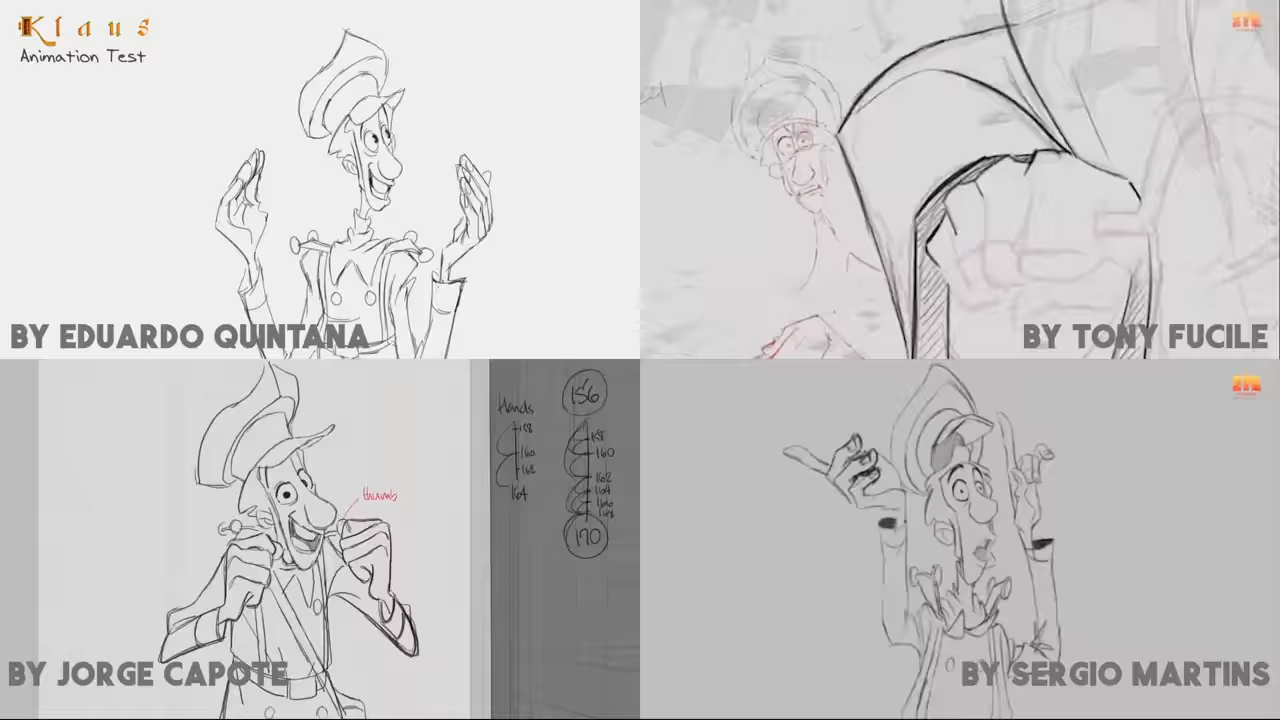 Klaus
Animation Test
BY EDUARDO QUINTANA
BY TONY FUCILE
Hands
158
160
162
164
156
158
160
162
164
166
168
170
thumb
BY JORGE CAPOTE
BY SERGIO MARTINS